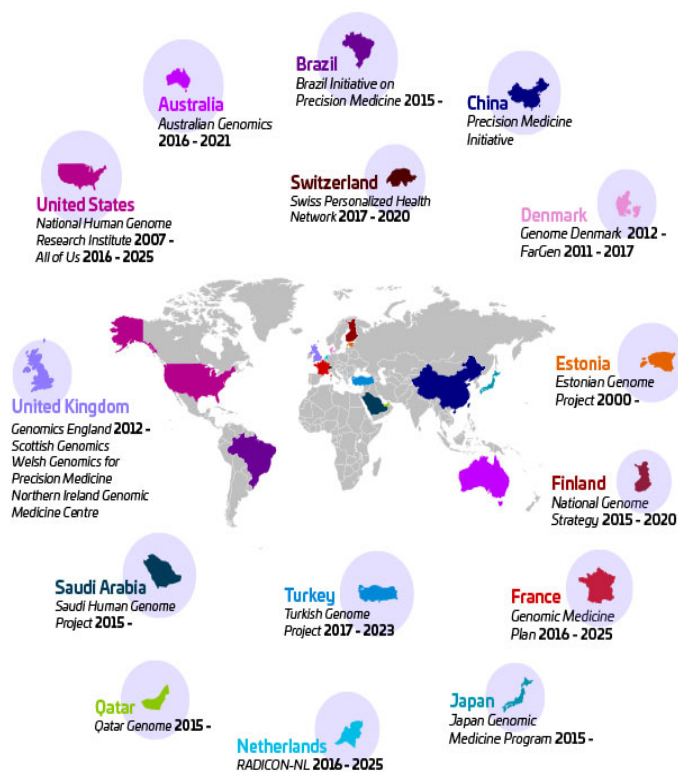 Brazil
Brazil Initiative on
Precision Medicine 2015 -
Australia
Australian Genomics
2016 - 2021
China
Precision Medicine
Initiative
United States
National Human Genome
Research Institute 2007 -
All of Us 2016 - 2025
Switzerland
Swiss Personalized Health
Network 2017 - 2020
Denmark
Genome Denmark 2012 -
FarGen 2011 - 2017
United Kingdom
Genomics England 2012 -
Scottish Genomics
Welsh Genomics for
Precision Medicine
Northern Ireland Genomic
Medicine Centre
Estonia
Estonian Genome
Project 2000 -
Finland
National Genome
Strategy 2015 - 2020
Saudi Arabia
Saudi Human Genome
Project 2015 -
Turkey
Turkish Genome
Project 2017 - 2023
France
Genomic Medicine
Plan 2016 - 2025
Qatar
Qatar Genome 2015 -
Netherlands
RADICON-NL 2016 - 2025
Japan
Japan Genomic
Medicine Program 2015 -